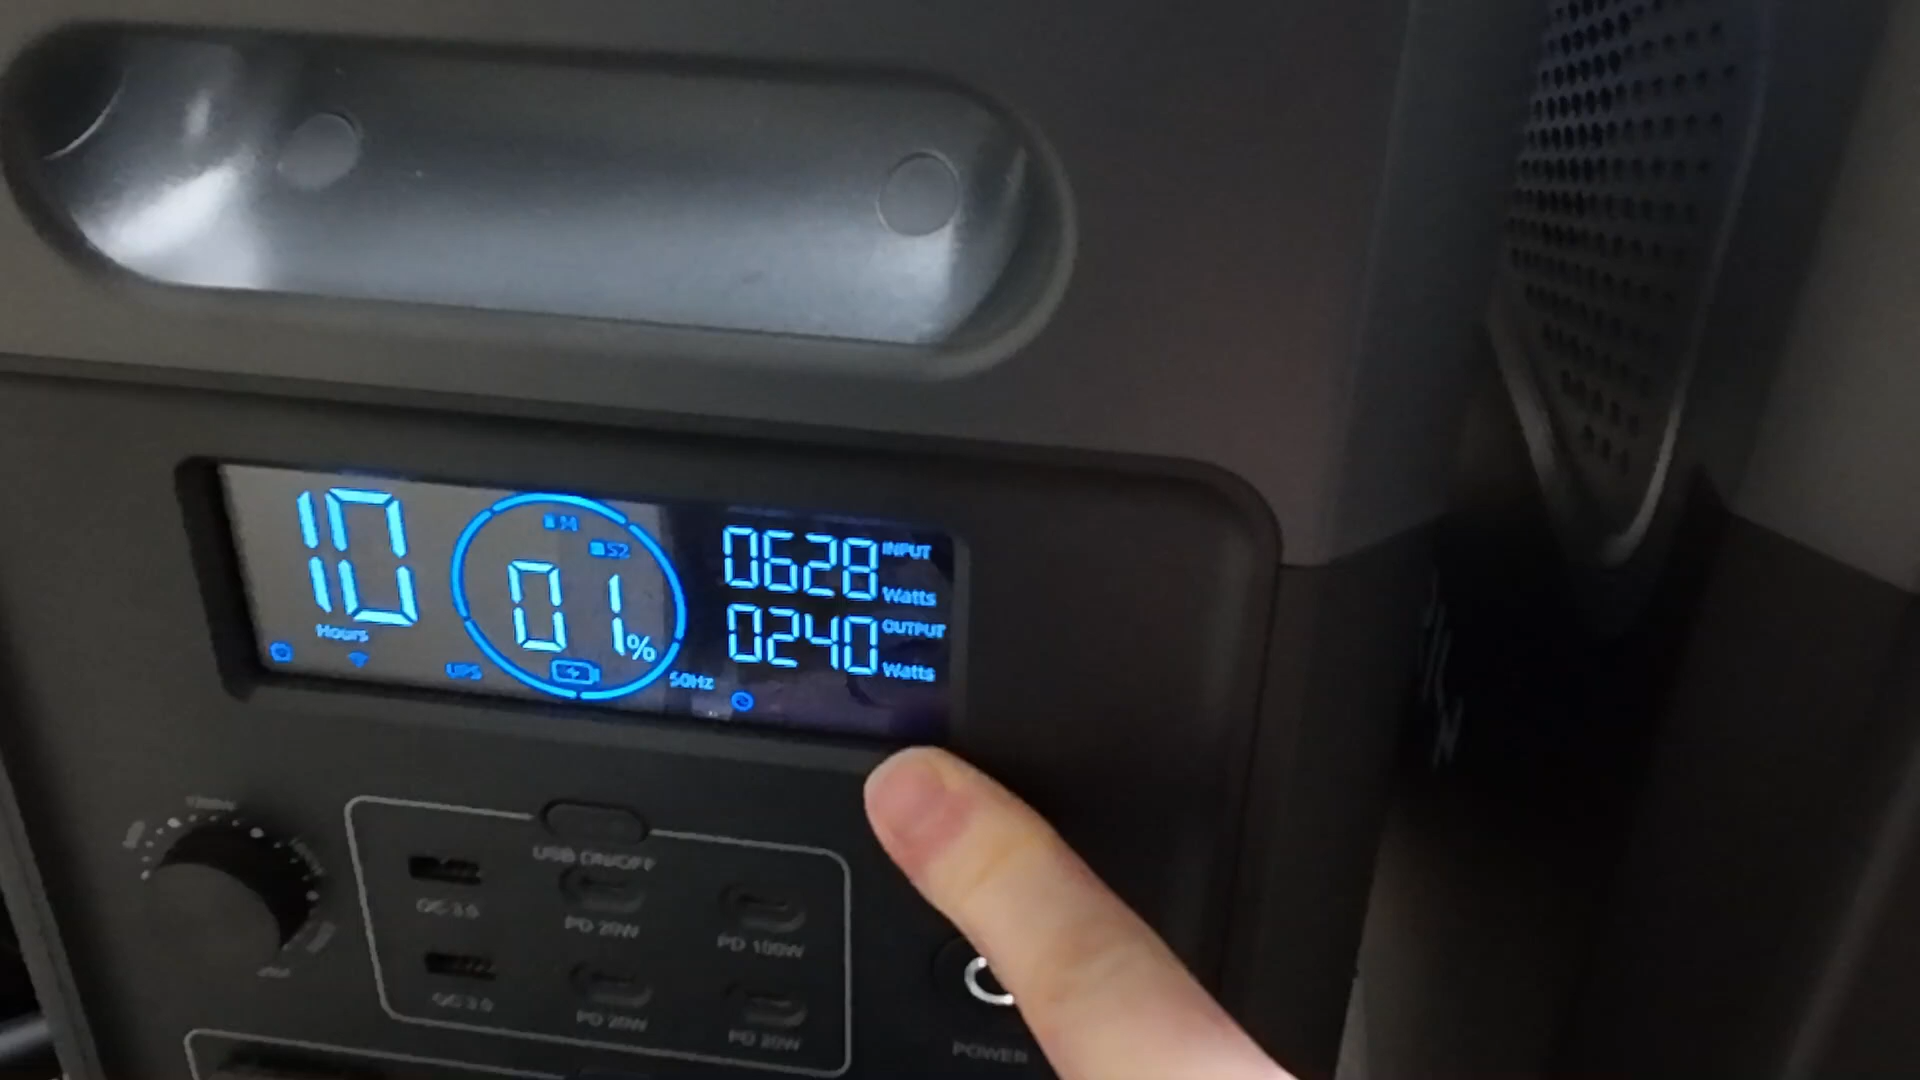 10
Hours
S2
01%
UPS
50Hz
0628 INPUT
Watts
0240 OUTPUT
Watts
USB ON/OFF
QC 3.0
PD 20W
PD 100W
QC 3.0
PD 20W
PD 20W
POWER